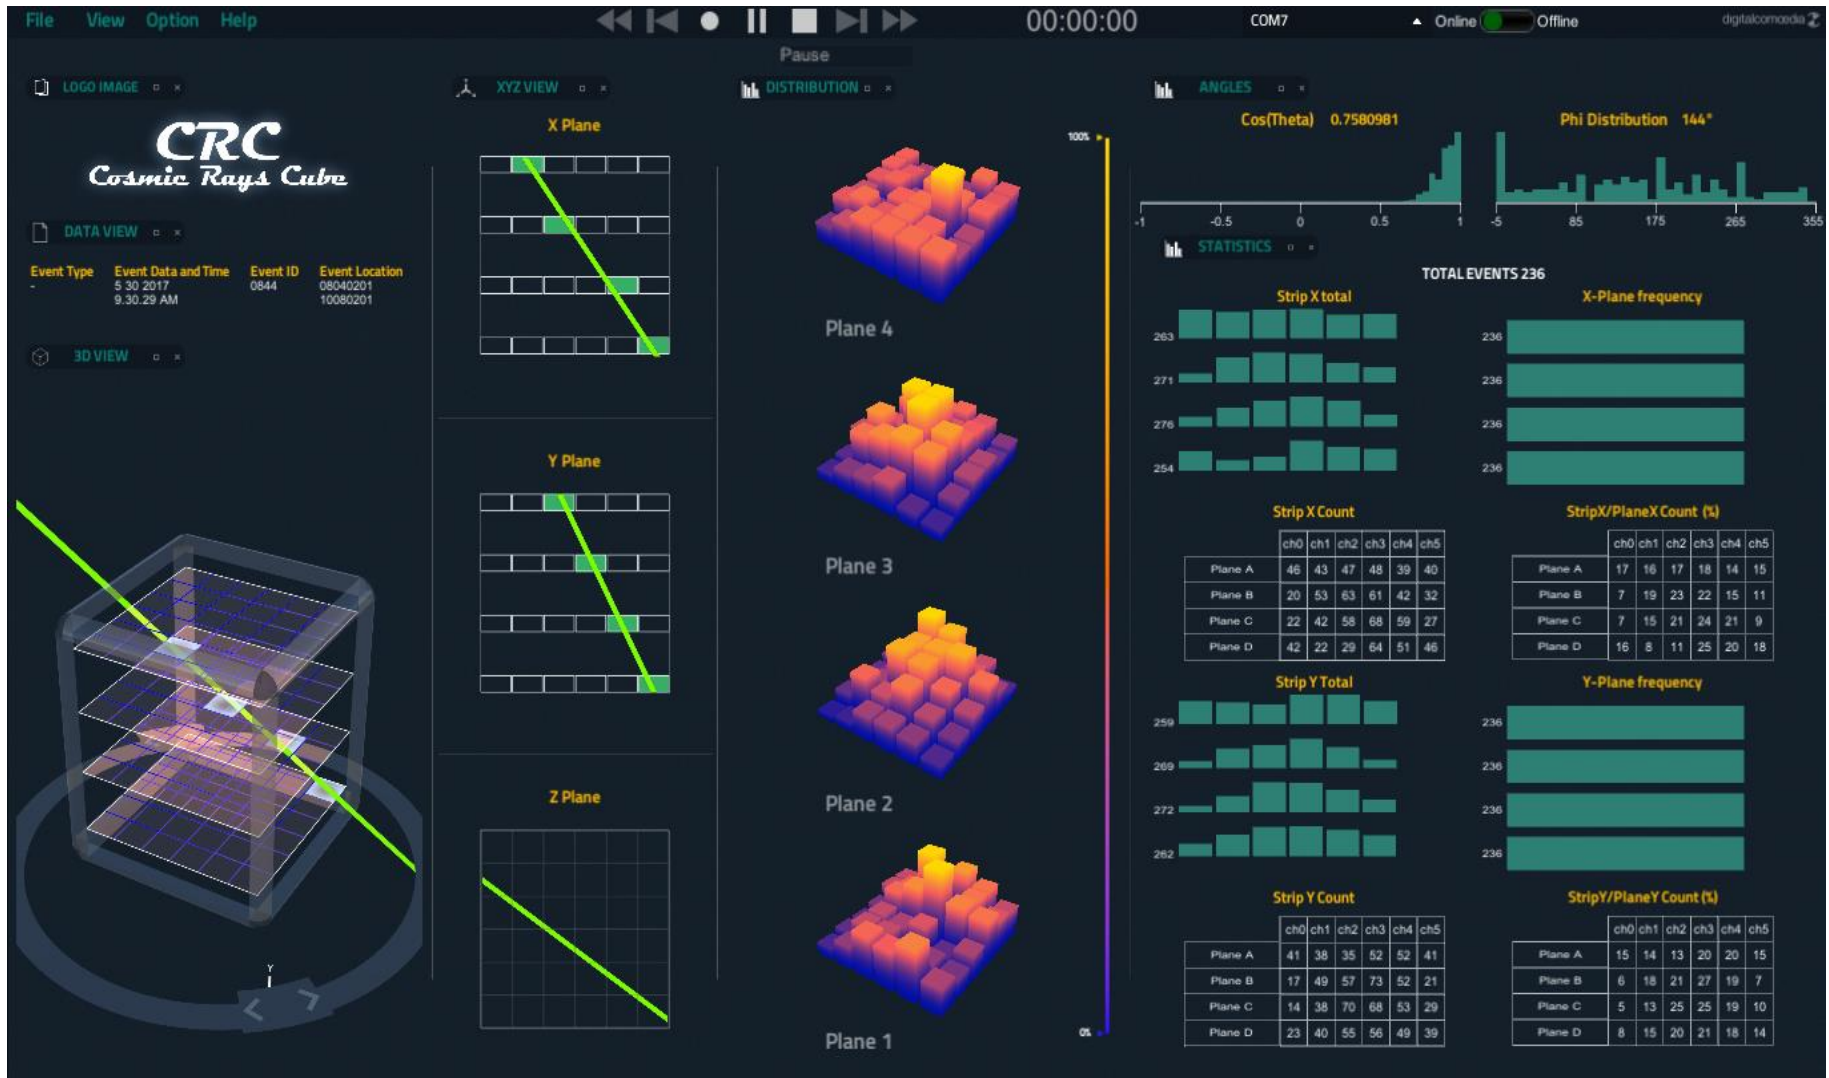 File View Option Help
00:00:00
COM7
Online Offline
digitalcomoedia
Pause
LOGO IMAGE
CRC
Cosmic Rays Cube
DATA VIEW
Event Type Event Data and Time Event ID Event Location
- 5 30 2017 0844 08040201
9.30.29 AM 10080201
3D VIEW
Y
XYZ VIEW
X Plane
Y Plane
Z Plane
DISTRIBUTION
100%
Plane 4
Plane 3
Plane 2
Plane 1
0%
ANGLES
Cos(Theta) 0.7580981
-1 -0.5 0 0.5 1
Phi Distribution 144°
-5 85 175 265 355
STATISTICS
TOTAL EVENTS 236
Strip X total
263
271
276
254
X-Plane frequency
236
236
236
236
Strip X Count
ch0 ch1 ch2 ch3 ch4 ch5
Plane A 46 43 47 48 39 40
Plane B 20 53 63 61 42 32
Plane C 22 42 58 68 59 27
Plane D 42 22 29 64 51 46
StripX/PlaneX Count (%)
ch0 ch1 ch2 ch3 ch4 ch5
Plane A 17 16 17 18 14 15
Plane B 7 19 23 22 15 11
Plane C 7 15 21 24 21 9
Plane D 16 8 11 25 20 18
Strip Y Total
259
269
272
262
Y-Plane frequency
236
236
236
236
Strip Y Count
ch0 ch1 ch2 ch3 ch4 ch5
Plane A 41 38 35 52 52 41
Plane B 17 49 57 73 52 21
Plane C 14 38 70 68 53 29
Plane D 23 40 55 56 49 39
StripY/PlaneY Count (%)
ch0 ch1 ch2 ch3 ch4 ch5
Plane A 15 14 13 20 20 15
Plane B 6 18 21 27 19 7
Plane C 5 13 25 25 19 10
Plane D 8 15 20 21 18 14